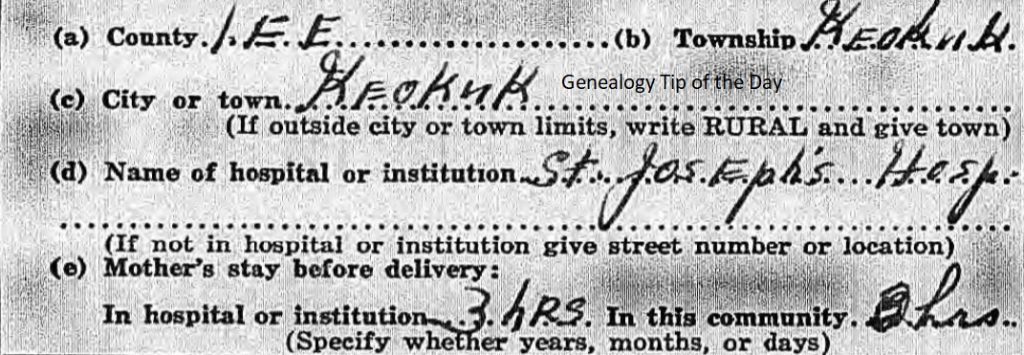 (a) County. LEE (b) Township Keokuk.
(c) City or town. Keokuk Genealogy Tip of the Day
(If outside city or town limits, write RURAL and give town)
(d) Name of hospital or institution St. Joseph's Hosp.
(If not in hospital or institution give street number or location)
(e) Mother's stay before delivery:
In hospital or institution 3 hRS. In this community. 3 hrs.
(Specify whether years, months, or days)